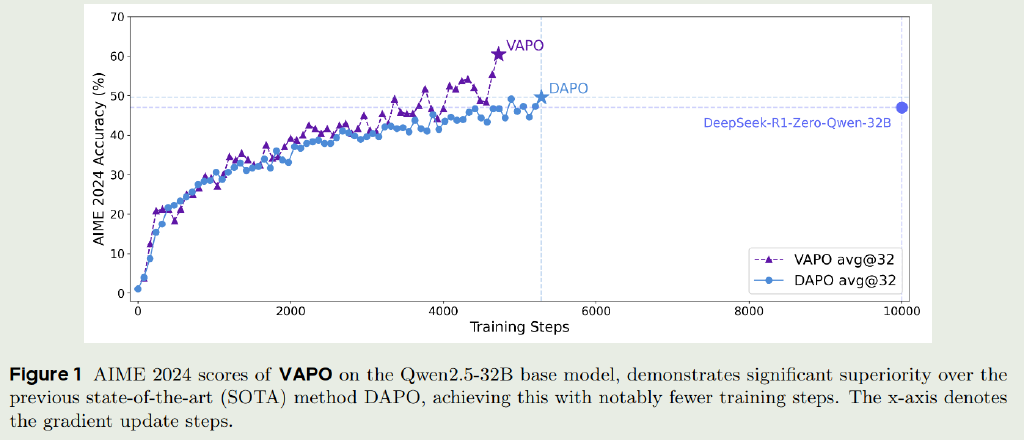 70
60
50
40
30
20
10
0
AIME 2024 Accuracy (%)
VAPO
DAPO
DeepSeek-R1-Zero-Qwen-32B
VAPO avg@32
DAPO avg@32
0 2000 4000 6000 8000 10000
Training Steps
Figure 1 AIME 2024 scores of VAPO on the Qwen2.5-32B base model, demonstrates significant superiority over the
previous state-of-the-art (SOTA) method DAPO, achieving this with notably fewer training steps. The x-axis denotes
the gradient update steps.